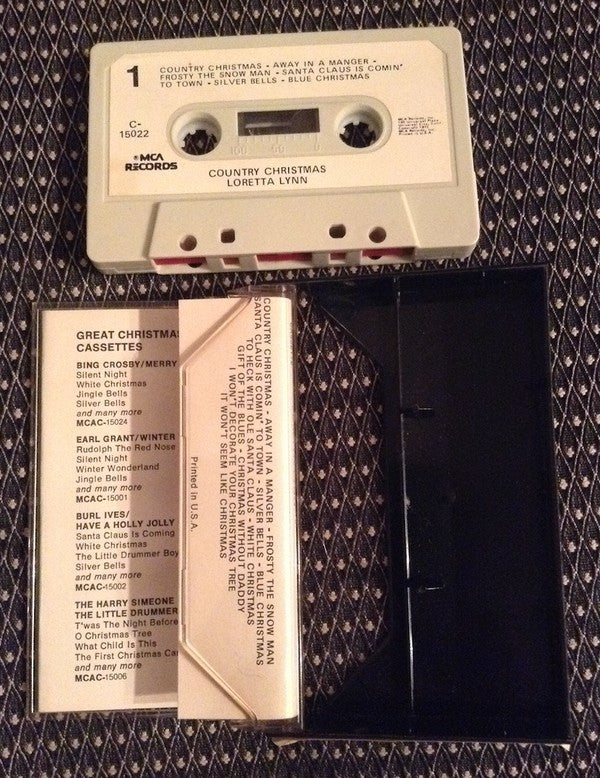 1
COUNTRY CHRISTMAS - AWAY IN A MANGER -
FROSTY THE SNOW MAN - SANTA CLAUS IS COMIN'
TO TOWN - SILVER BELLS - BLUE CHRISTMAS
C-
15022
MCA
RECORDS
100 50 0
COUNTRY CHRISTMAS
LORETTA LYNN
GREAT CHRISTMAS
CASSETTES
BING CROSBY/MERRY
Silent Night
White Christmas
Jingle Bells
Silver Bells
and many more
MCAC-15024
EARL GRANT/WINTER
Rudolph The Red Nose
Silent Night
Winter Wonderland
Jingle Bells
and many more
MCAC-15001
BURL IVES/
HAVE A HOLLY JOLLY
Santa Claus Is Coming
White Christmas
The Little Drummer Boy
Silver Bells
and many more
MCAC-15002
THE HARRY SIMEONE
THE LITTLE DRUMMER
T'was The Night Before
O Christmas Tree
What Child Is This
The First Christmas Car
and many more
MCAC-15006
COUNTRY CHRISTMAS - AWAY IN A MANGER - FROSTY THE SNOW MAN
SANTA CLAUS IS COMIN' TO TOWN - SILVER BELLS - BLUE CHRISTMAS
TO HECK WITH OLE SANTA CLAUS - WHITE CHRISTMAS
GIFT OF THE BLUES - CHRISTMAS WITHOUT DADDY
I WON'T DECORATE YOUR CHRISTMAS TREE
IT WON'T SEEM LIKE CHRISTMAS
Printed in U.S.A.